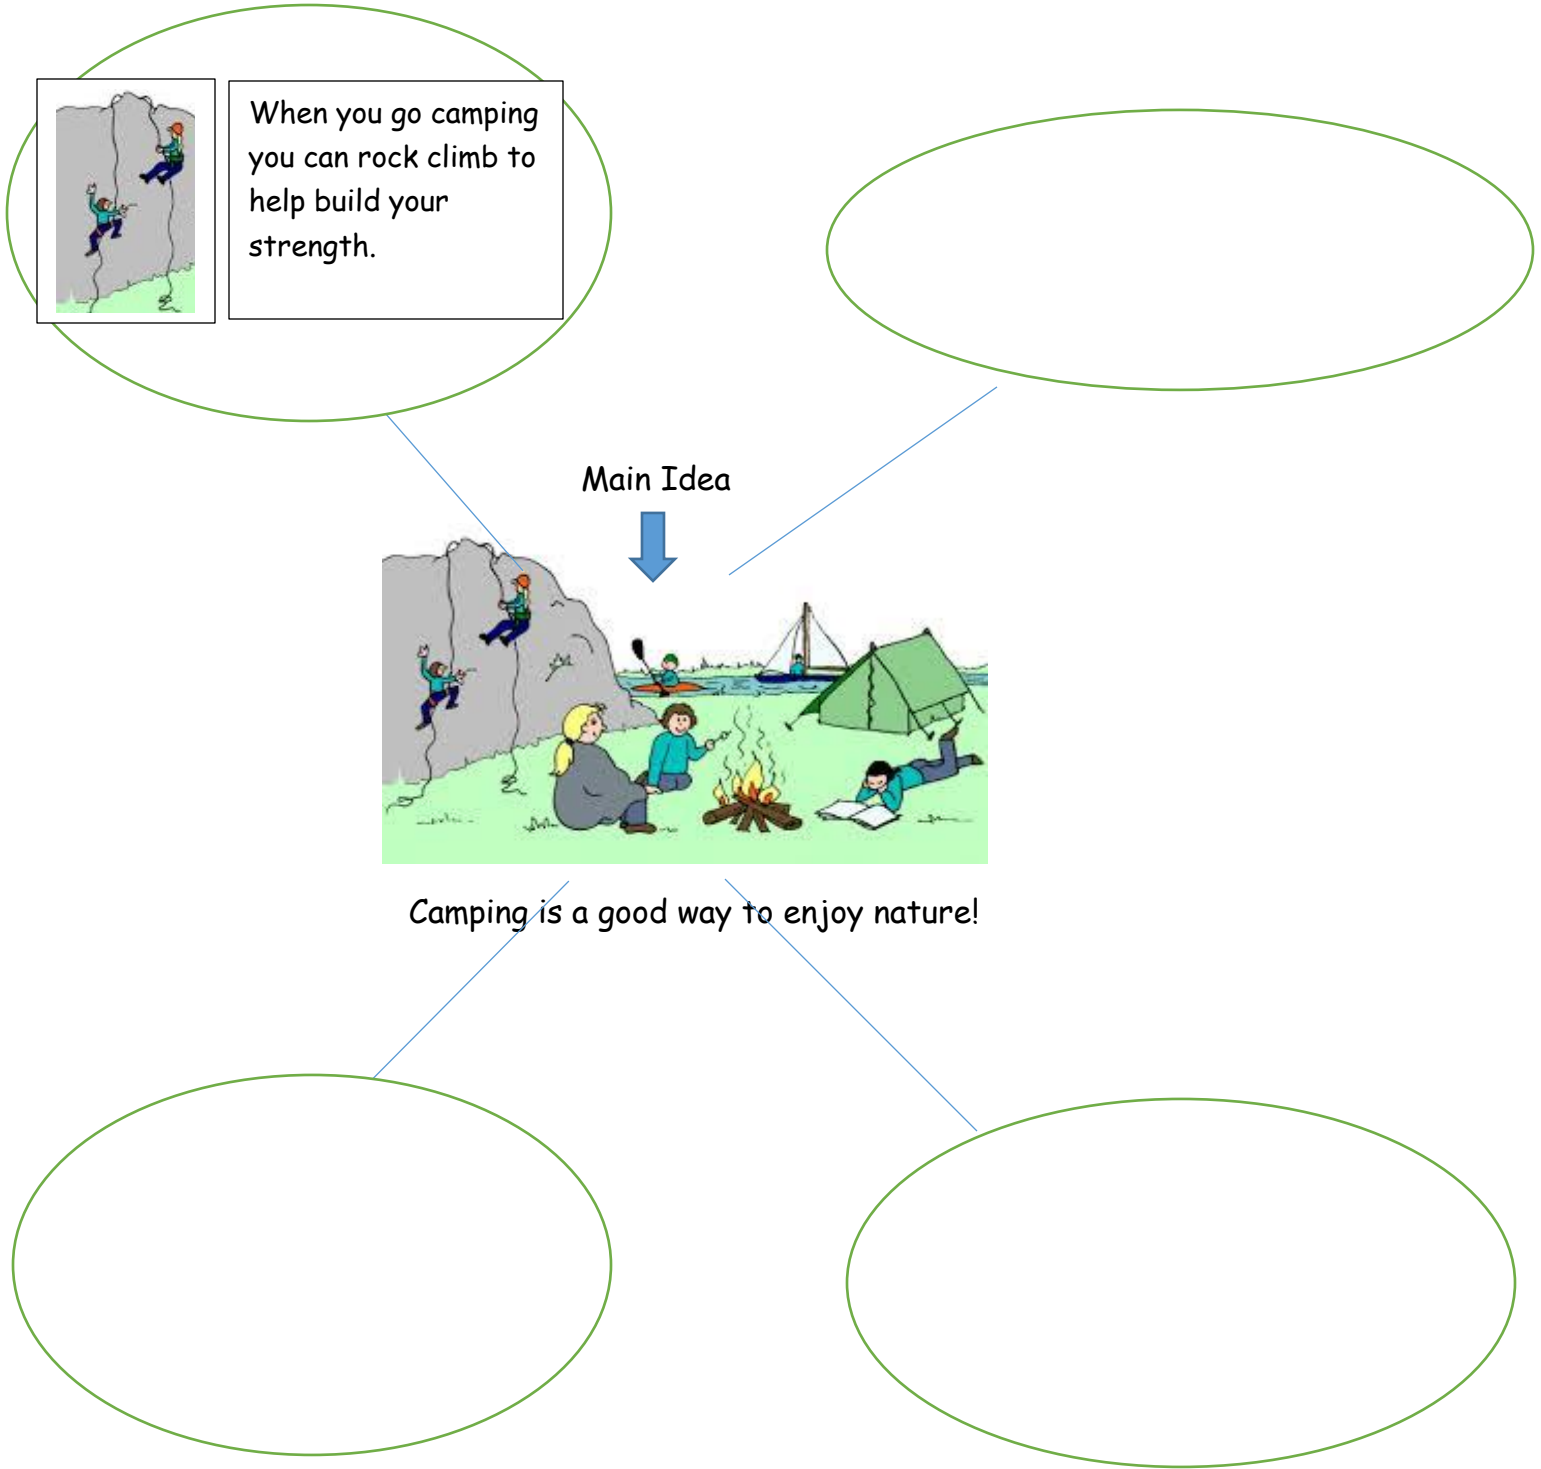 When you go camping
you can rock climb to
help build your
strength.
Main Idea
Camping is a good way to enjoy nature!